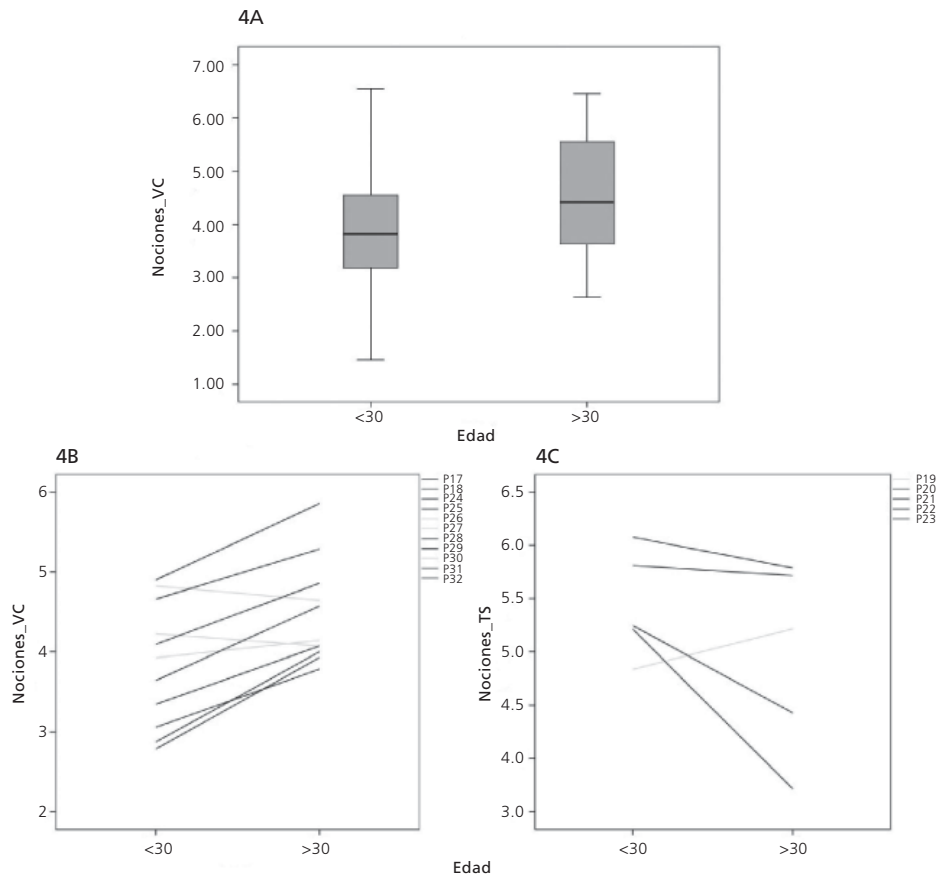 4A
7.00
6.00
5.00
4.00
3.00
2.00
1.00
Nociones_VC
<30
>30
Edad
4B
6
5
4
3
2
Nociones_VC
<30
>30
P17
P18
P24
P25
P26
P27
P28
P29
P30
P31
P32
4C
6.5
6.0
5.5
5.0
4.5
4.0
3.0
Nociones_TS
<30
>30
P19
P20
P21
P22
P23
Edad